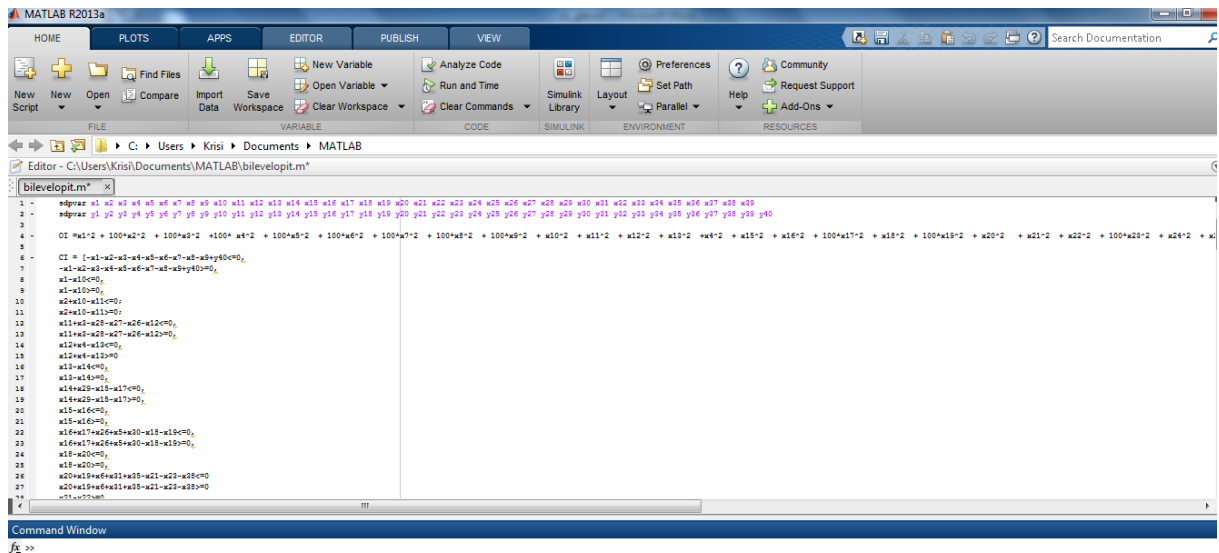 MATLAB R2013a
HOME PLOTS APPS EDITOR PUBLISH VIEW Search Documentation
New Script New Open Find Files Compare Import Data Save Workspace New Variable Open Variable Clear Workspace Analyze Code Run and Time Clear Commands Simulink Library Layout Preferences Set Path Parallel Help Community Request Support Add-Ons
FILE VARIABLE CODE SIMULINK ENVIRONMENT RESOURCES
C: Users Krisi Documents MATLAB
Editor - C:\Users\Krisi\Documents\MATLAB\bilevelopit.m*
bilevelopit.m* ×
1 - sdpvar x1 x2 x3 x4 x5 x6 x7 x8 x9 x10 x11 x12 x13 x14 x15 x16 x17 x18 x19 x20 x21 x22 x23 x24 x25 x26 x27 x28 x29 x30 x31 x32 x33 x34 x35 x36 x37 x38 x39
2 - sdpvar y1 y2 y3 y4 y5 y6 y7 y8 y9 y10 y11 y12 y13 y14 y15 y16 y17 y18 y19 y20 y21 y22 y23 y24 y25 y26 y27 y28 y29 y30 y31 y32 y33 y34 y35 y36 y37 y38 y39 y40
3
4 - OI =x1^2 + 100*x2^2 + 100*x3^2 +100* x4^2 + 100*x5^2 + 100*x6^2 + 100*x7^2 + 100*x8^2 + 100*x9^2 + x10^2 + x11^2 + x12^2 + x13^2 +x4^2 + x15^2 + x16^2 + 100*x17^2 + x18^2 + 100*x19^2 + x20^2 + x21^2 + x22^2 + 100*x23^2 + x24^2 +
5
6 - CI = [-x1-x2-x3-x4-x5-x6-x7-x8-x9+y40<=0,
7 -x1-x2-x3-x4-x5-x6-x7-x8-x9+y40>=0,
8 x1-x10<=0,
9 x1-x10>=0,
10 x2+x10-x11<=0;
11 x2+x10-x11>=0;
12 x11+x3-x28-x27-x26-x12<=0,
13 x11+x3-x28-x27-x26-x12>=0,
14 x12+x4-x13<=0,
15 x12+x4-x13>=0
16 x13-x14<=0,
17 x13-x14>=0,
18 x14+x29-x15-x17<=0,
19 x14+x29-x15-x17>=0,
20 x15-x16<=0,
21 x15-x16>=0,
22 x16+x17+x26+x5+x30-x18-x19<=0,
23 x16+x17+x26+x5+x30-x18-x19>=0,
24 x18-x20<=0,
25 x18-x20>=0,
26 x20+x19+x6+x31+x35-x21-x23-x38<=0
27 x20+x19+x6+x31+x35-x21-x23-x38>=0
Command Window
fx >>